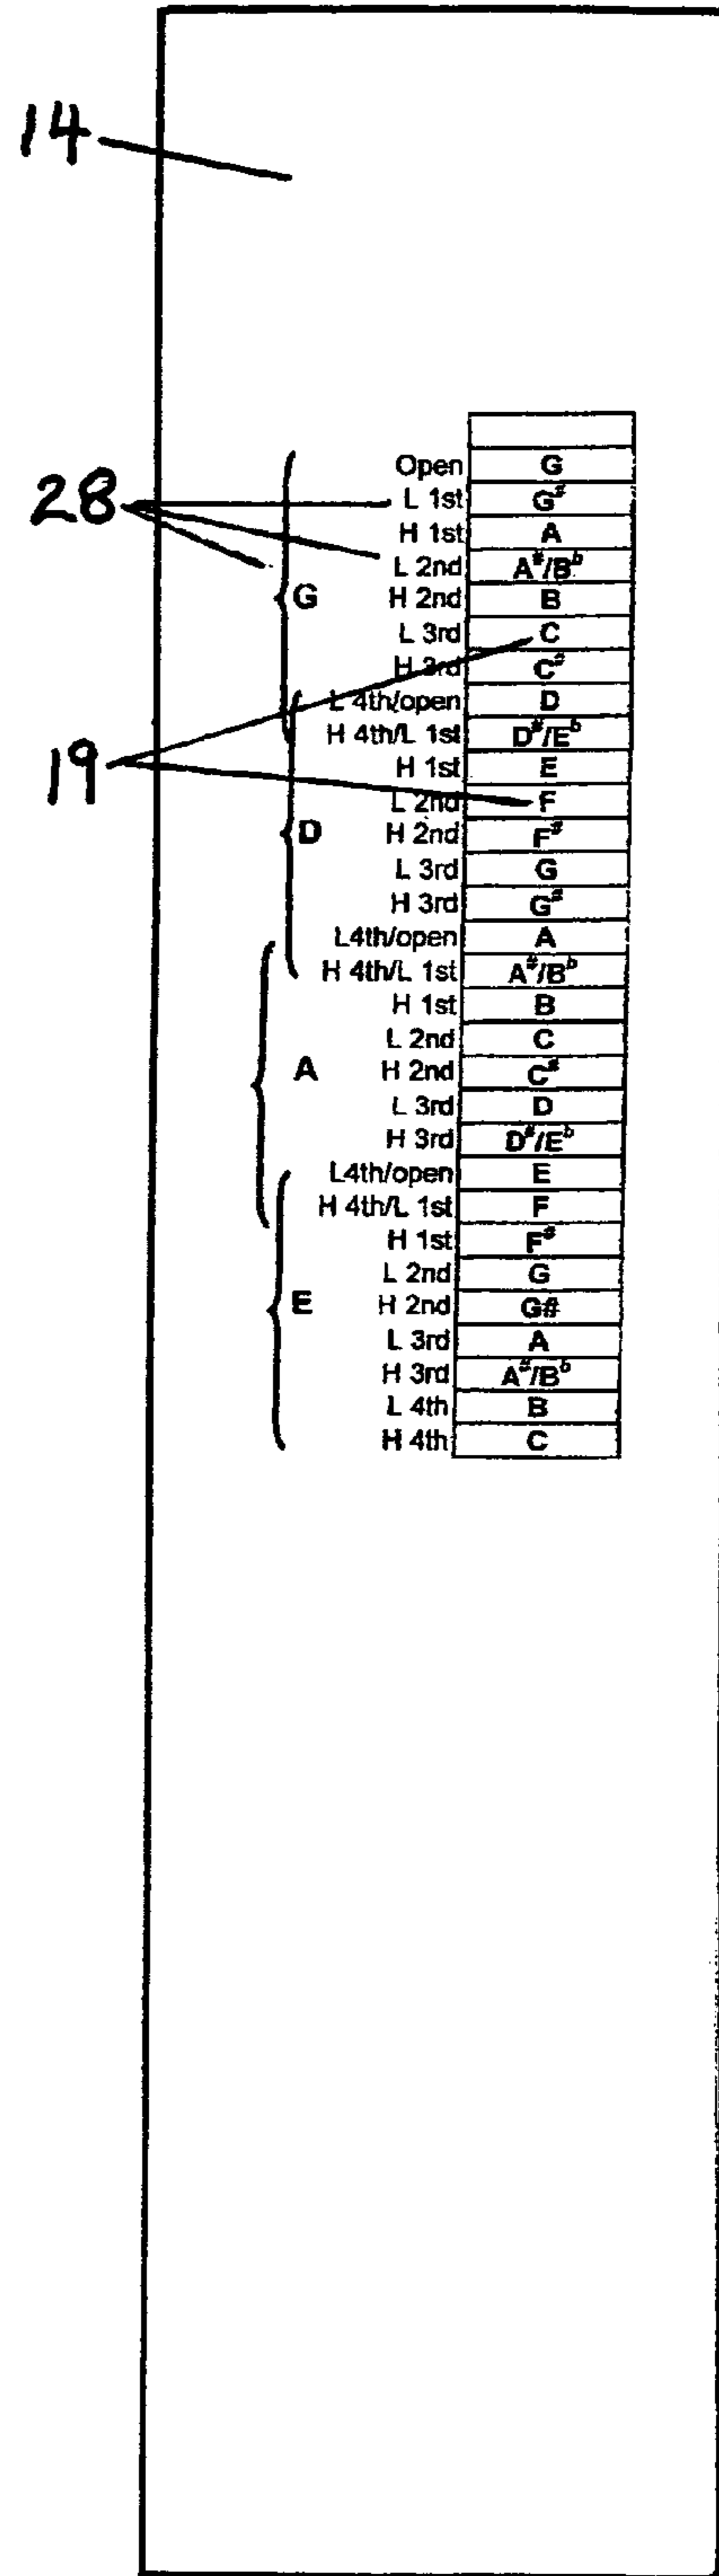 14
Open G
28 L 1st G#
H 1st A
L 2nd A#/Bb
G H 2nd B
L 3rd C
H 3rd C#
L 4th/open D
H 4th/L 1st D#/Eb
19 H 1st E
L 2nd F
D H 2nd F#
L 3rd G
H 3rd G#
L4th/open A
H 4th/L 1st A#/Bb
H 1st B
L 2nd C
A H 2nd C#
L 3rd D
H 3rd D#/Eb
L4th/open E
H 4th/L 1st F
H 1st F#
L 2nd G
E H 2nd G#
L 3rd A
H 3rd A#/Bb
L 4th B
H 4th C